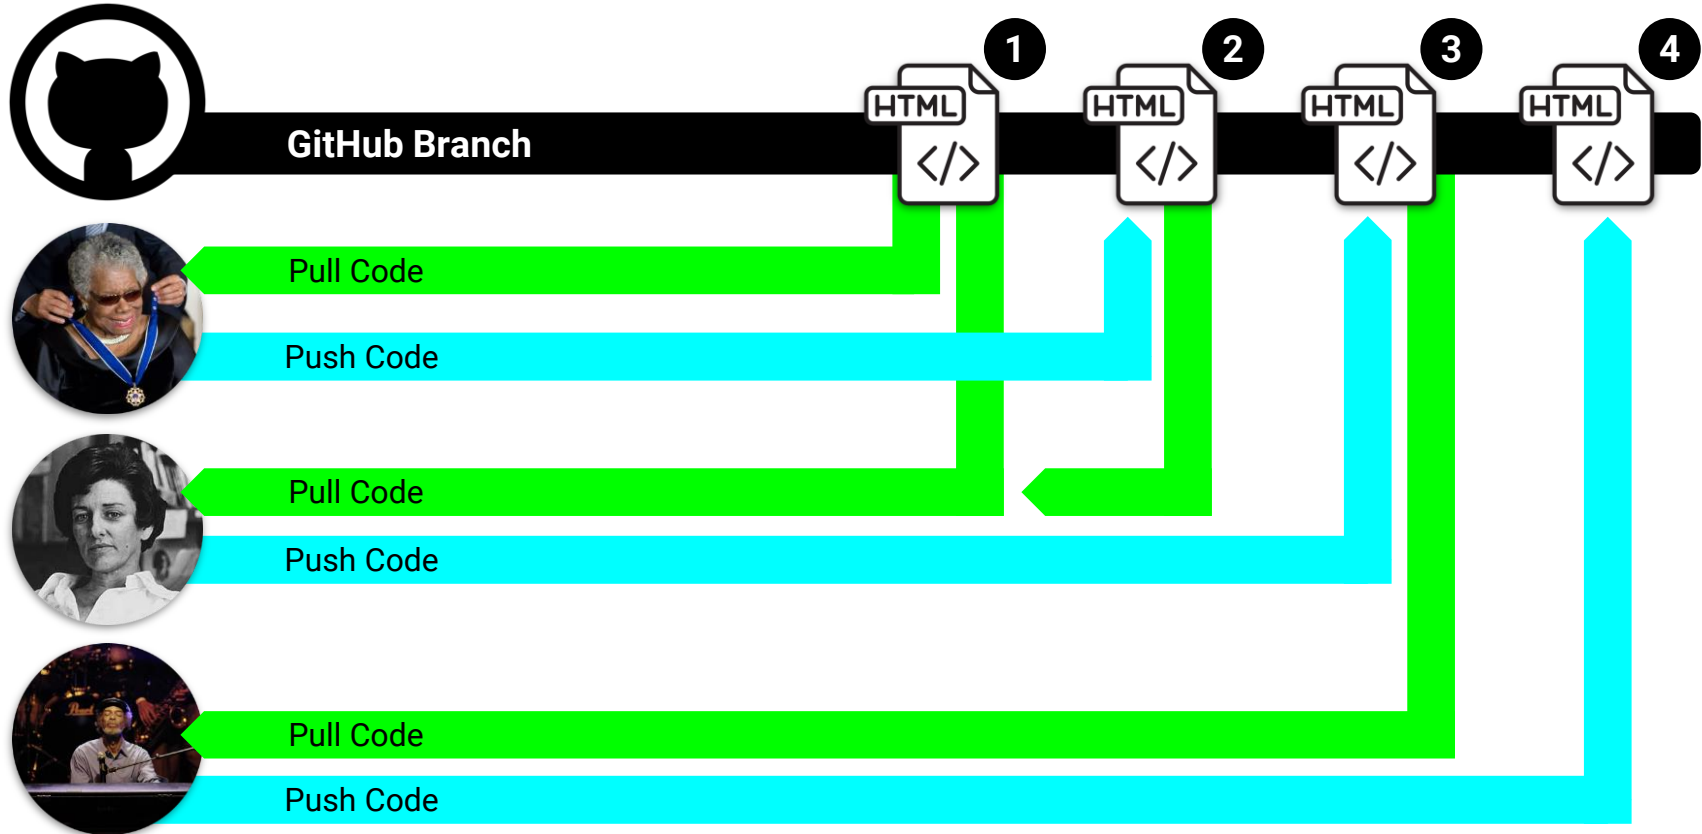 1
2
3
4
HTML
HTML
HTML
HTML
</>
</>
</>
</>
GitHub Branch
Pull Code
Push Code
Pull Code
Push Code
Pearl
Pull Code
Push Code